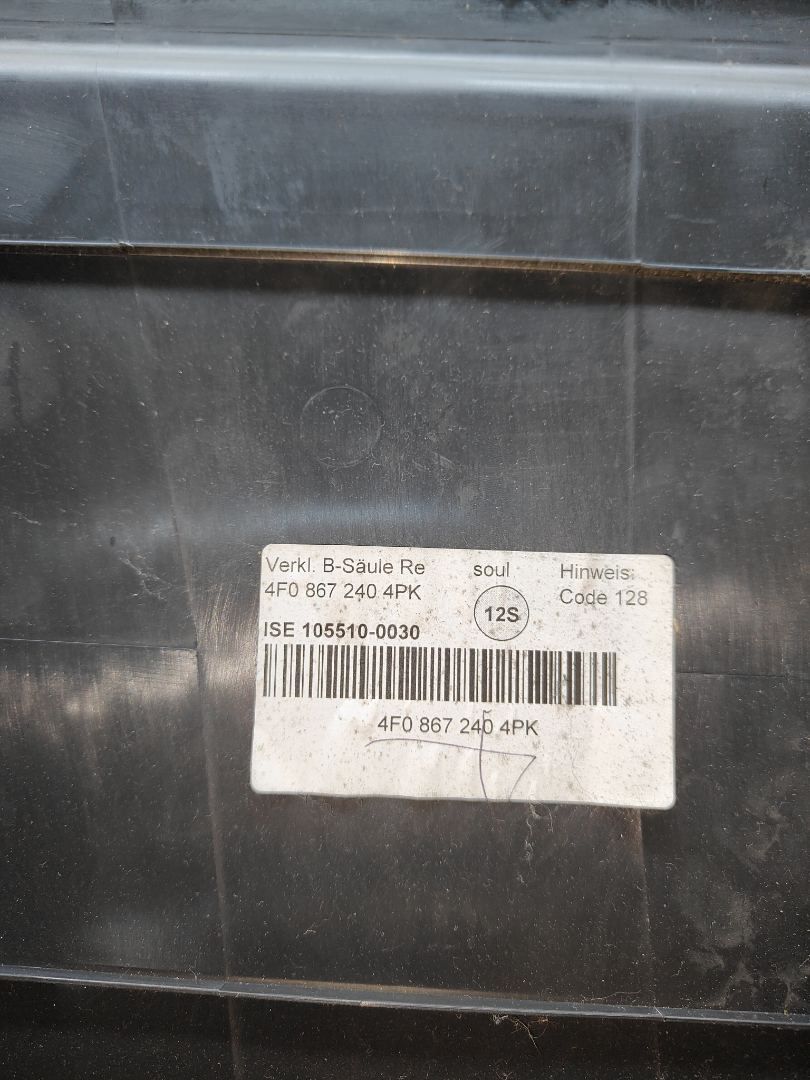 Verkl. B-Säule Re soul Hinweis:
4F0 867 240 4PK 12S Code 128
ISE 105510-0030
4F0 867 240 4PK